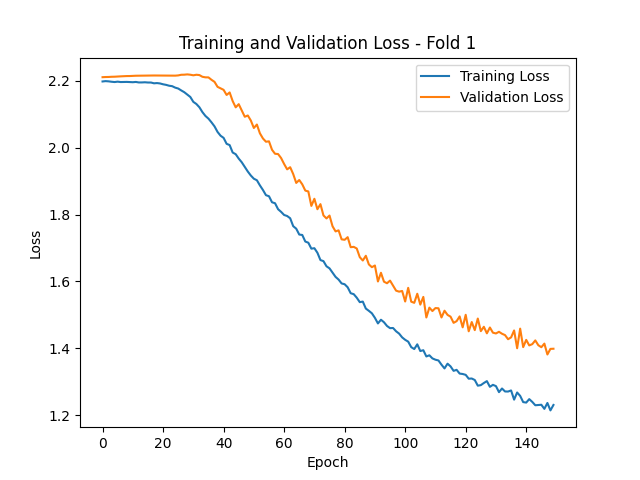 Training and Validation Loss - Fold 1
Training Loss
Validation Loss
Loss
2.2
2.0
1.8
1.6
1.4
1.2
0 20 40 60 80 100 120 140
Epoch